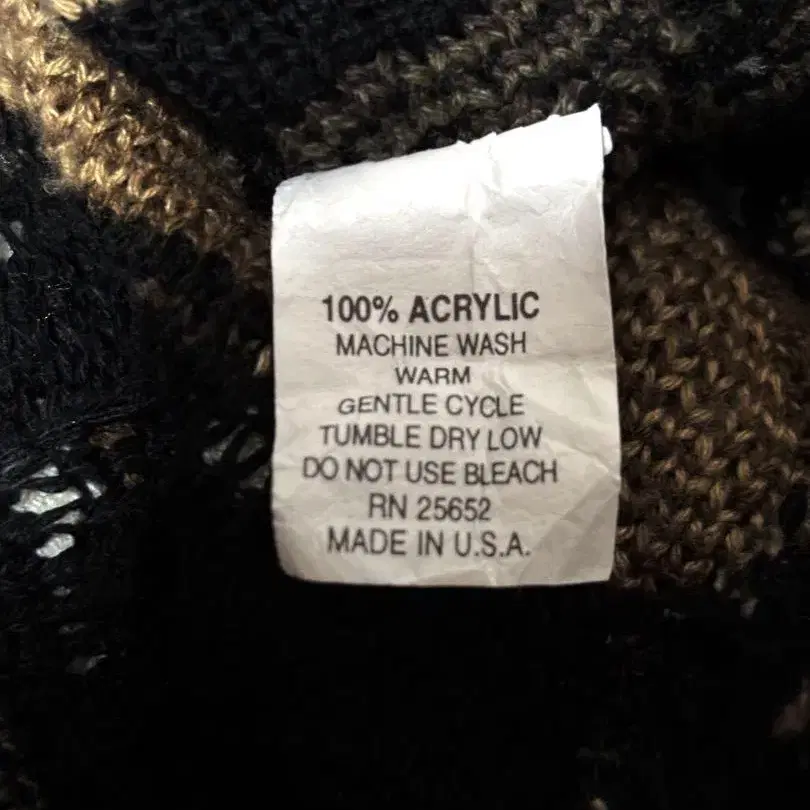 100% ACRYLIC
MACHINE WASH
WARM
GENTLE CYCLE
TUMBLE DRY LOW
DO NOT USE BLEACH
RN 25652
MADE IN U.S.A.